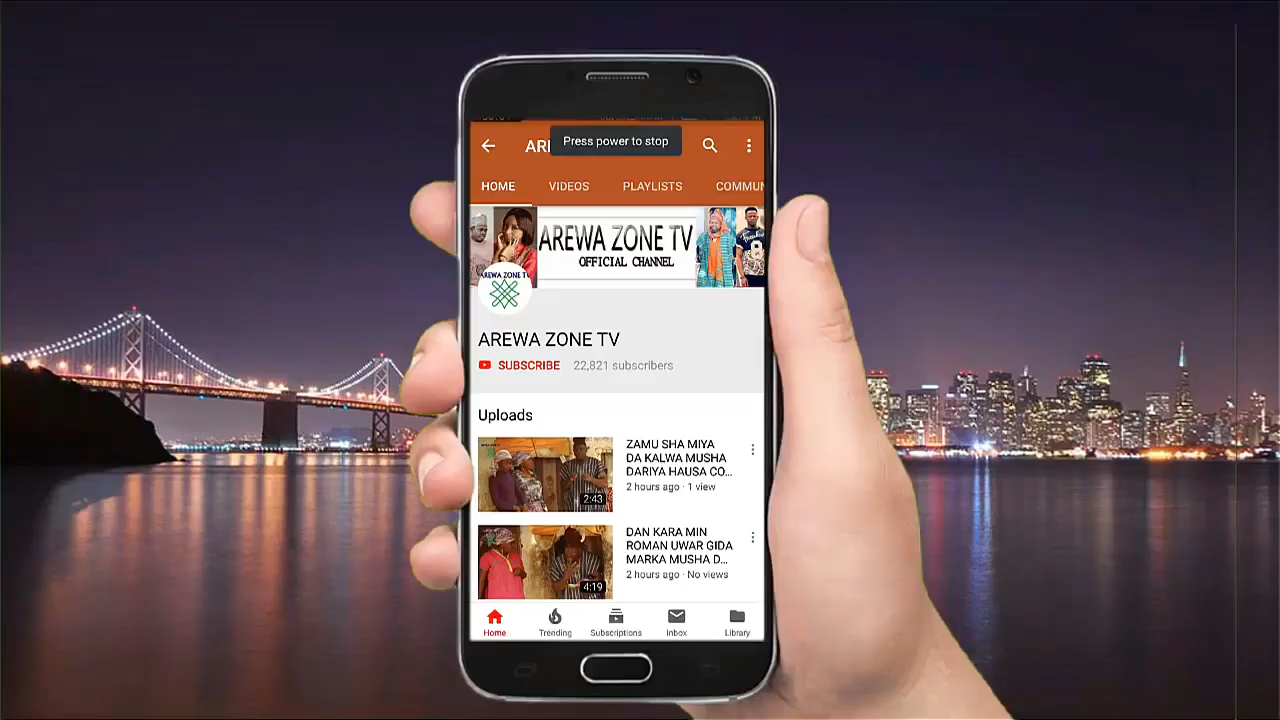 Press power to stop
HOME VIDEOS PLAYLISTS COMMUN
AREWA ZONE TV
OFFICIAL CHANNEL
AREWA ZONE TV
AREWA ZONE TV
SUBSCRIBE 22,821 subscribers
Uploads
ZAMU SHA MIYA
DA KALWA MUSHA
DARIYA HAUSA CO...
2 hours ago · 1 view
2:43
DAN KARA MIN
ROMAN UWAR GIDA
MARKA MUSHA D...
2 hours ago · No views
4:19
Home Trending Subscriptions Inbox Library